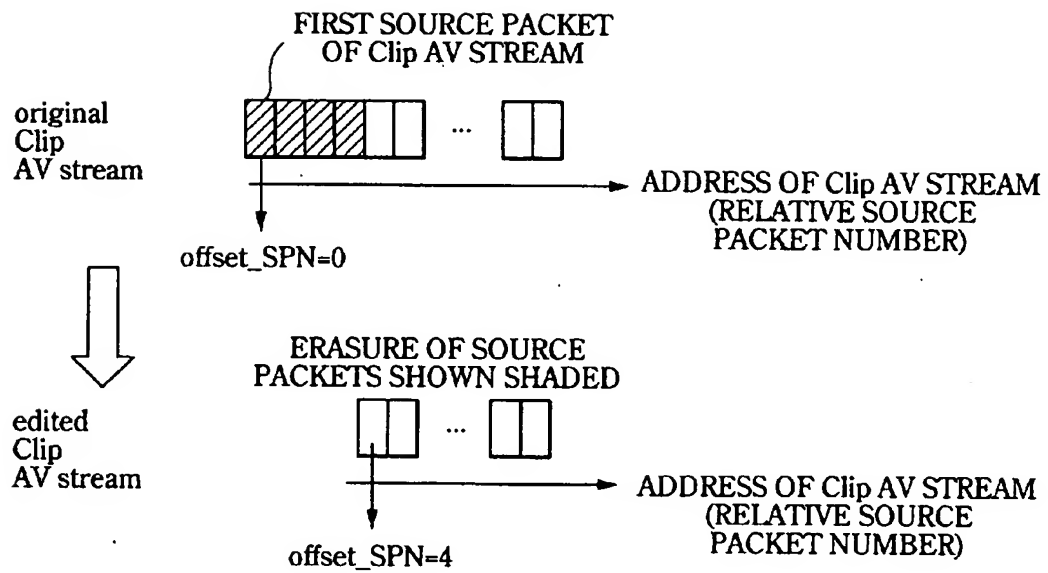 FIRST SOURCE PACKET
OF Clip AV STREAM
original
Clip
AV stream
...
ADDRESS OF Clip AV STREAM
(RELATIVE SOURCE
PACKET NUMBER)
offset_SPN=0
ERASURE OF SOURCE
PACKETS SHOWN SHADED
edited
Clip
AV stream
...
ADDRESS OF Clip AV STREAM
(RELATIVE SOURCE
PACKET NUMBER)
offset_SPN=4